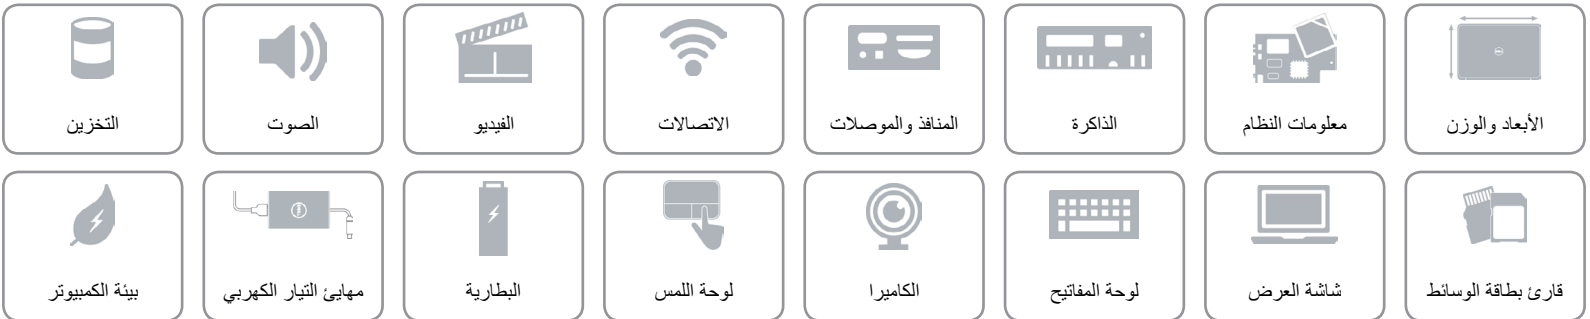 الأبعاد والوزن
معلومات النظام
الذاكرة
المنافذ والموصلات
الاتصالات
الفيديو
الصوت
التخزين
قارئ بطاقة الوسائط
شاشة العرض
لوحة المفاتيح
الكاميرا
لوحة اللمس
البطارية
مهايئ التيار الكهربي
بيئة الكمبيوتر